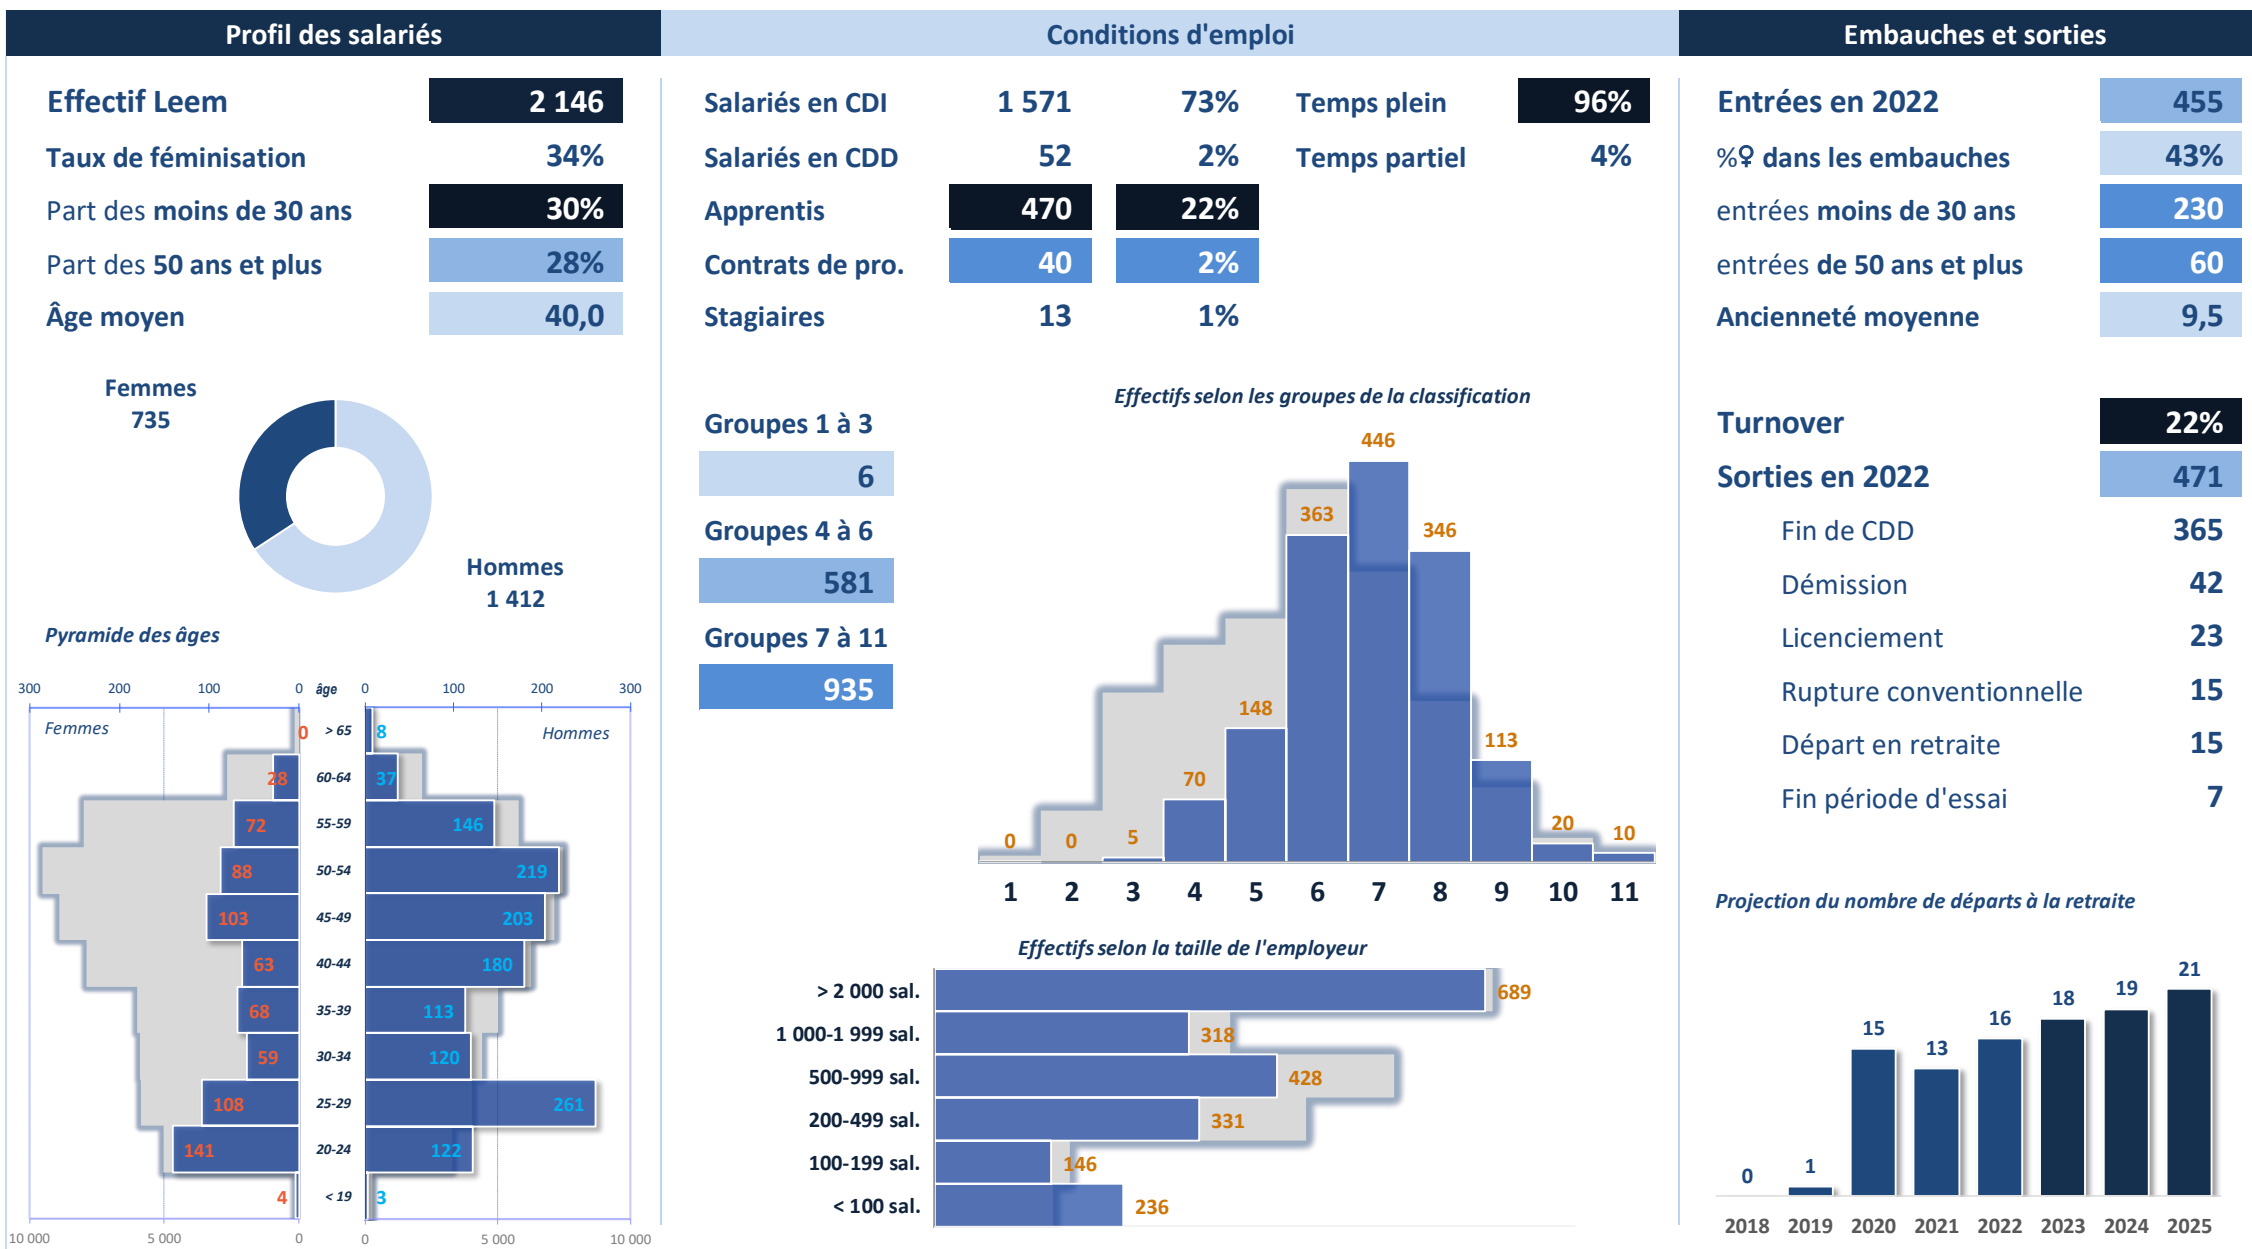 Profil des salariés
Effectif Leem 2 146
Taux de féminisation 34%
Part des moins de 30 ans 30%
Part des 50 ans et plus 28%
Âge moyen 40,0
Femmes
735
Hommes
1 412
Pyramide des âges
300 200 100 0 âge 0 100 200 300
Femmes Hommes
0 > 65 8
28 60-64 37
72 55-59 146
88 50-54 219
103 45-49 203
63 40-44 180
68 35-39 113
59 30-34 120
108 25-29 261
141 20-24 122
4 < 19 3
10 000 5 000 0 0 5 000 10 000
Conditions d'emploi
Salariés en CDI 1 571 73% Temps plein 96%
Salariés en CDD 52 2% Temps partiel 4%
Apprentis 470 22%
Contrats de pro. 40 2%
Stagiaires 13 1%
Groupes 1 à 3
6
Groupes 4 à 6
581
Groupes 7 à 11
935
Effectifs selon les groupes de la classification
0 0 5 70 148 363 446 346 113 20 10
1 2 3 4 5 6 7 8 9 10 11
Effectifs selon la taille de l'employeur
> 2 000 sal. 689
1 000-1 999 sal. 318
500-999 sal. 428
200-499 sal. 331
100-199 sal. 146
< 100 sal. 236
Embauches et sorties
Entrées en 2022 455
%♀ dans les embauches 43%
entrées moins de 30 ans 230
entrées de 50 ans et plus 60
Ancienneté moyenne 9,5
Turnover 22%
Sorties en 2022 471
Fin de CDD 365
Démission 42
Licenciement 23
Rupture conventionnelle 15
Départ en retraite 15
Fin période d'essai 7
Projection du nombre de départs à la retraite
0 1 15 13 16 18 19 21
2018 2019 2020 2021 2022 2023 2024 2025